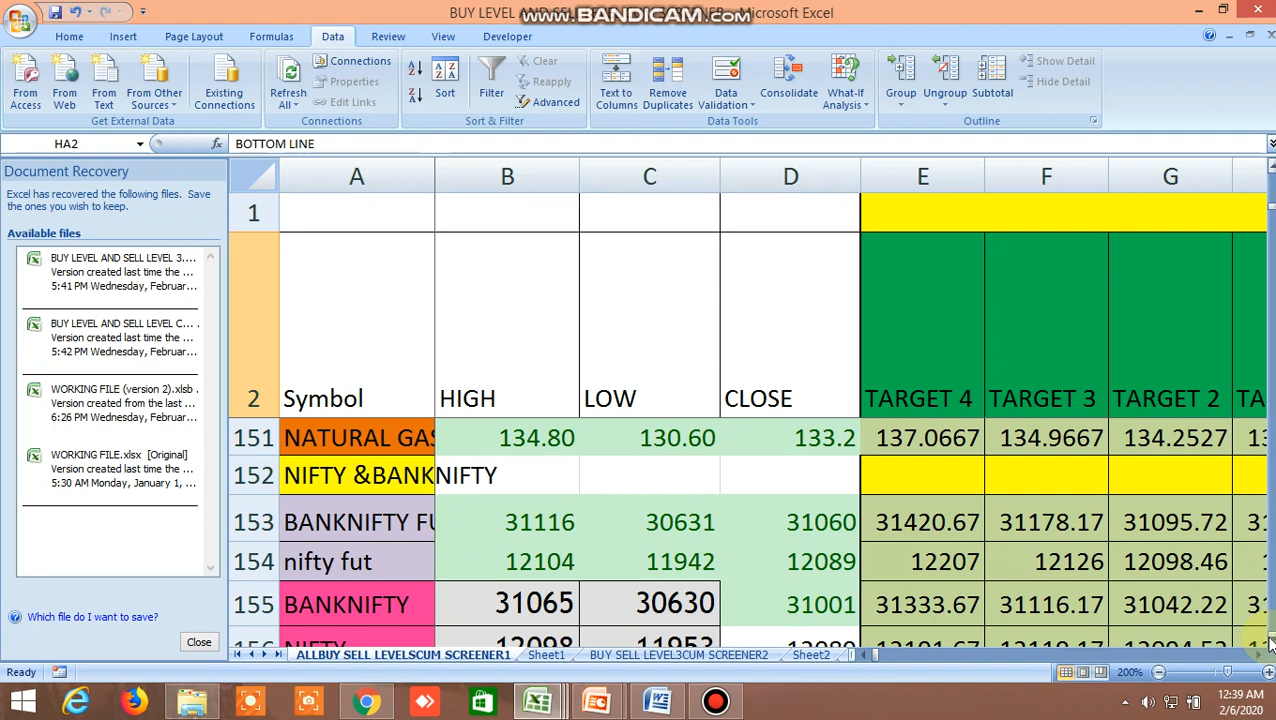 BUY LEVEL AND SELL LEVEL Microsoft Excel
www.BANDICAM.com
Home Insert Page Layout Formulas Data Review View Developer
From Access
From Web
From Text
From Other Sources
Existing Connections
Get External Data
Refresh All
Connections
Properties
Edit Links
Connections
Sort
Filter
Clear
Reapply
Advanced
Sort & Filter
Text to Columns
Remove Duplicates
Data Validation
Consolidate
What-If Analysis
Data Tools
Group
Ungroup
Subtotal
Show Detail
Hide Detail
Outline
HA2 BOTTOM LINE
Document Recovery
Excel has recovered the following files. Save
the ones you wish to keep.
Available files
BUY LEVEL AND SELL LEVEL 3....
Version created last time the ...
5:41 PM Wednesday, Februar...
BUY LEVEL AND SELL LEVEL C...
Version created last time the ...
5:42 PM Wednesday, Februar...
WORKING FILE (version 2).xlsb
Version created from the last ...
6:26 PM Wednesday, Februar...
WORKING FILE.xlsx [Original]
Version created last time the ...
5:30 AM Monday, January 1, ...
Which file do I want to save?
Close
A B C D E F G
1
2 Symbol HIGH LOW CLOSE TARGET 4 TARGET 3 TARGET 2 TA
151 NATURAL GAS 134.80 130.60 133.2 137.0667 134.9667 134.2527 13
152 NIFTY &BANKNIFTY
153 BANKNIFTY FU 31116 30631 31060 31420.67 31178.17 31095.72 31
154 nifty fut 12104 11942 12089 12207 12126 12098.46
155 BANKNIFTY 31065 30630 31001 31333.67 31116.17 31042.22 31
156 NIFTY 12098 11953
ALLBUY SELL LEVELSCUM SCREENER1 Sheet1 BUY SELL LEVEL3CUM SCREENER2 Sheet2
Ready 200%
12:39 AM
2/6/2020